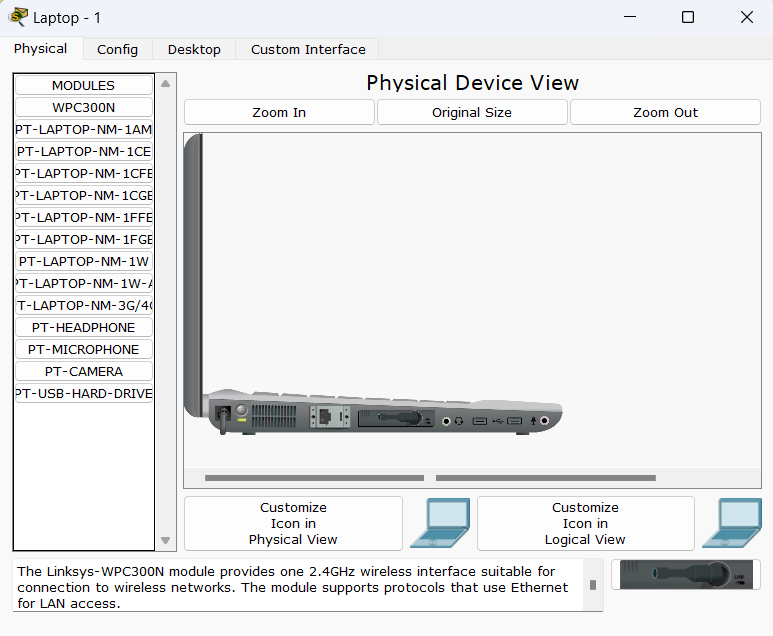 Laptop - 1
Physical
Config
Desktop
Custom Interface
MODULES
WPC300N
PT-LAPTOP-NM-1AM
PT-LAPTOP-NM-1CE
PT-LAPTOP-NM-1CFE
PT-LAPTOP-NM-1CGE
PT-LAPTOP-NM-1FFE
PT-LAPTOP-NM-1FGE
PT-LAPTOP-NM-1W
PT-LAPTOP-NM-1W-A
T-LAPTOP-NM-3G/4G
PT-HEADPHONE
PT-MICROPHONE
PT-CAMERA
PT-USB-HARD-DRIVE
Physical Device View
Zoom In
Original Size
Zoom Out
Customize
Icon in
Physical View
Customize
Icon in
Logical View
The Linksys-WPC300N module provides one 2.4GHz wireless interface suitable for
connection to wireless networks. The module supports protocols that use Ethernet
for LAN access.
LINK